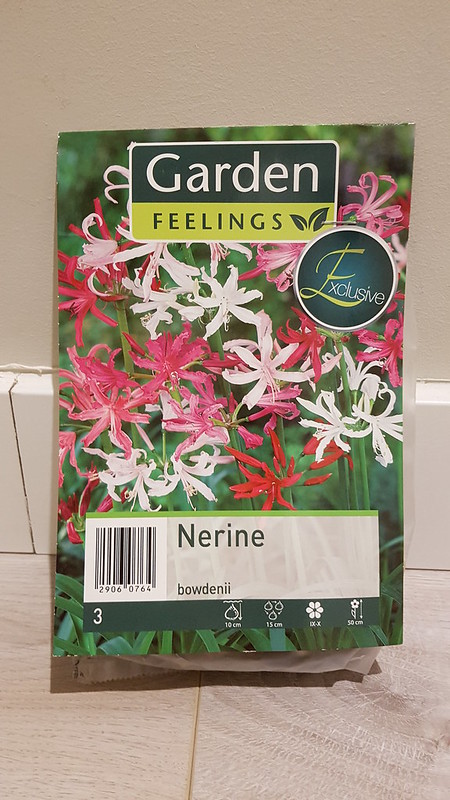 Garden
FEELINGS
Exclusive
Nerine
bowdenii
2906 0764
3
10 cm
15 cm
IX-X
50 cm